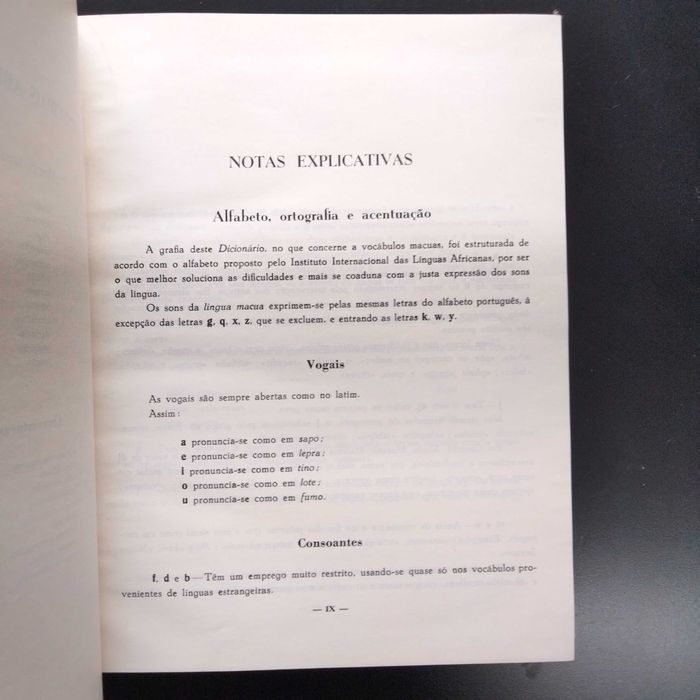 NOTAS EXPLICATIVAS
Alfabeto, ortografia e acentuação
A grafia deste Dicionário, no que concerne a vocábulos macuas, foi estruturada de
acordo com o alfabeto proposto pelo Instituto Internacional das Línguas Africanas, por ser
o que melhor soluciona as dificuldades e mais se coaduna com a justa expressão dos sons
da língua.
Os sons da língua macua exprimem-se pelas mesmas letras do alfabeto português, à
excepção das letras g, q, x, z, que se excluem, e entrando as letras k, w, y.
Vogais
As vogais são sempre abertas como no latim.
Assim:
a pronuncia-se como em sapo;
e pronuncia-se como em lepra;
i pronuncia-se como em tino;
o pronuncia-se como em lote;
u pronuncia-se como em fumo.
Consoantes
f, d e b — Têm um emprego muito restrito, usando-se quase só nos vocábulos pro-
venientes de línguas estrangeiras.
— IX —